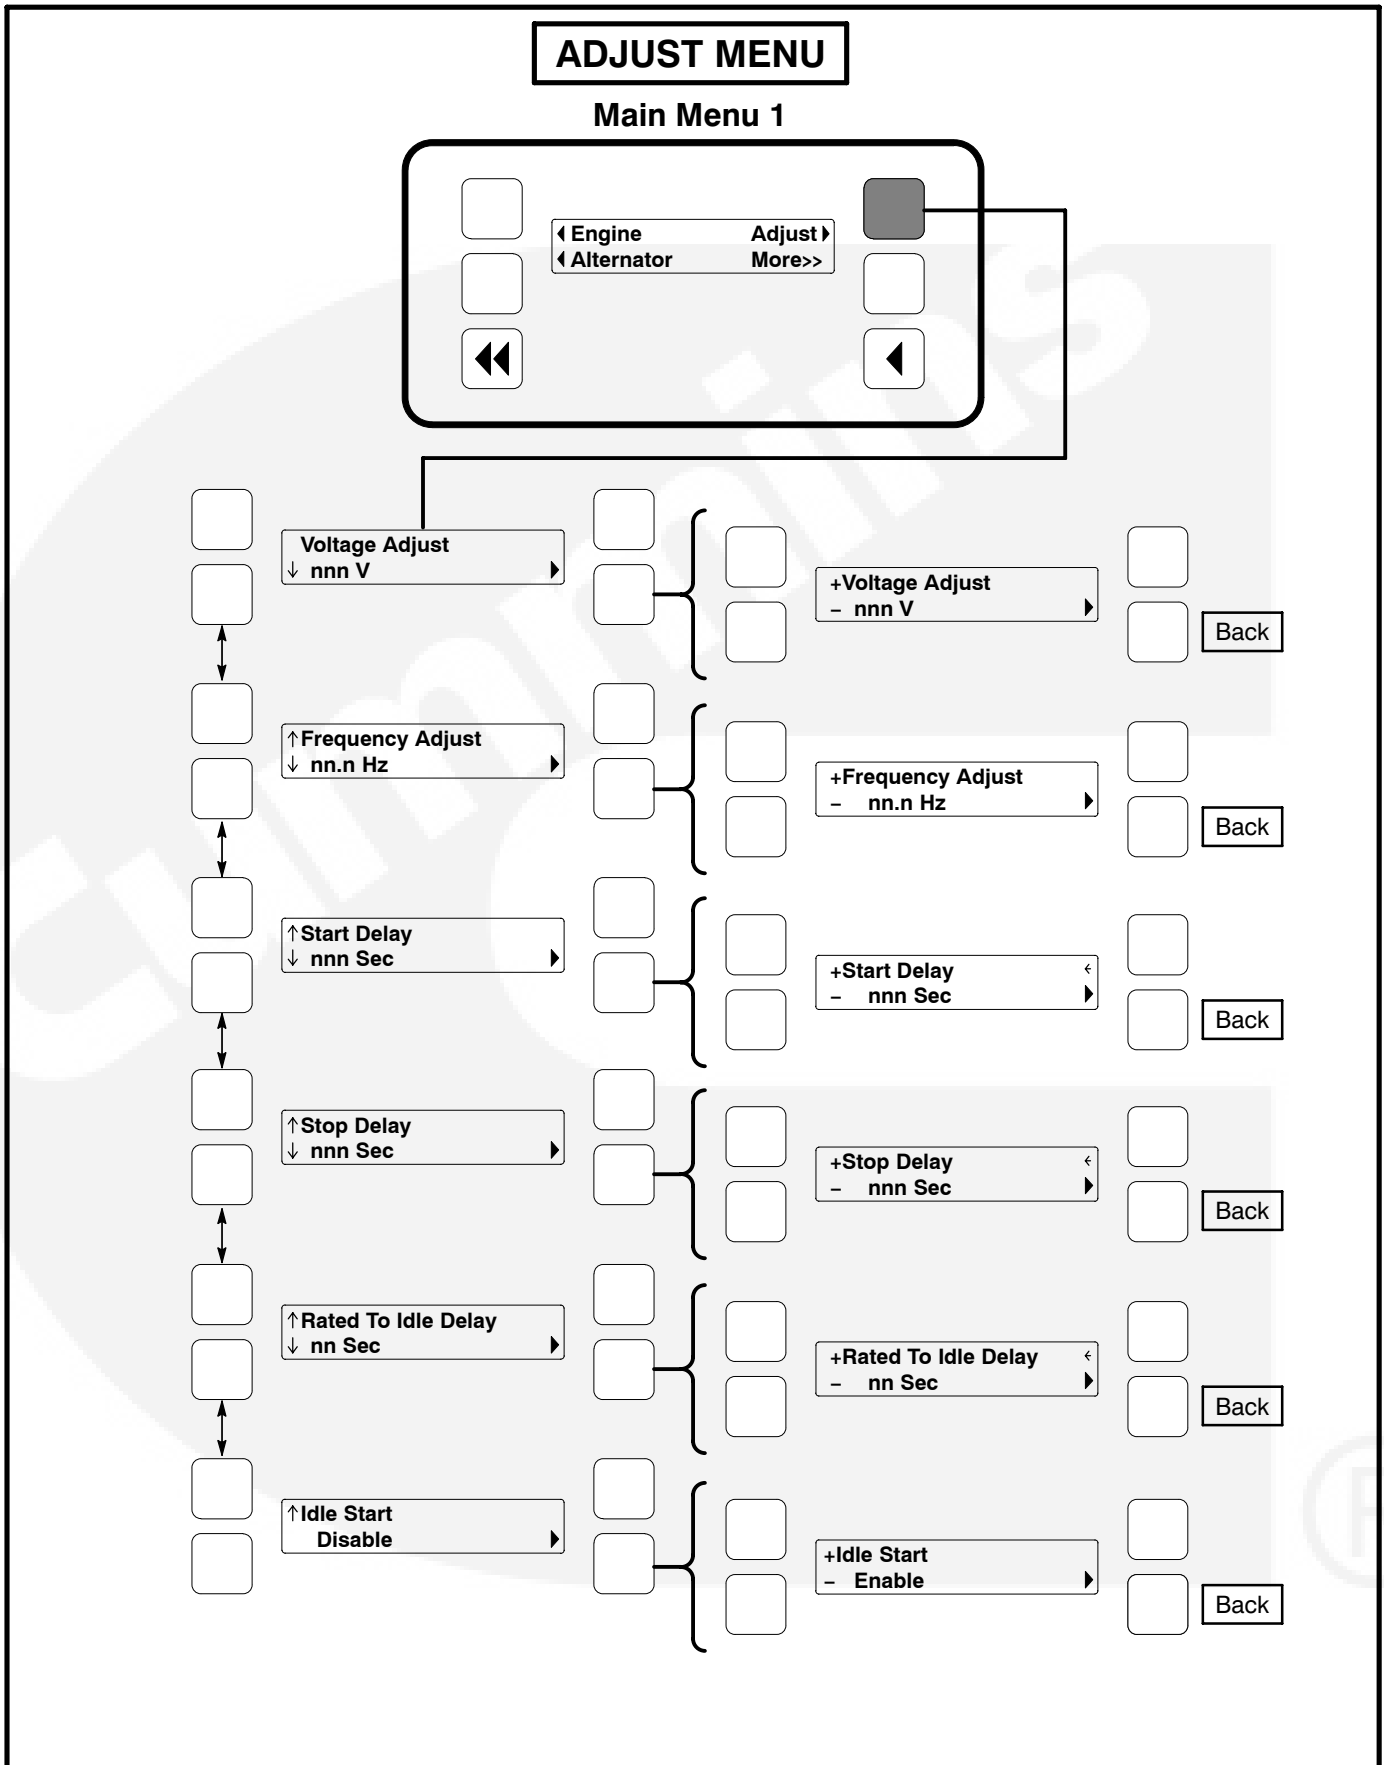 ADJUST MENU
Main Menu 1
Engine Adjust
Alternator More>>
Voltage Adjust
↓ nnn V
+Voltage Adjust
– nnn V
Back
↑Frequency Adjust
↓ nn.n Hz
+Frequency Adjust
– nn.n Hz
Back
↑Start Delay
↓ nnn Sec
+Start Delay ←
– nnn Sec
Back
↑Stop Delay
↓ nnn Sec
+Stop Delay ←
– nnn Sec
Back
↑Rated To Idle Delay
↓ nn Sec
+Rated To Idle Delay ←
– nn Sec
Back
↑Idle Start
Disable
+Idle Start
– Enable
Back
Cummins
®